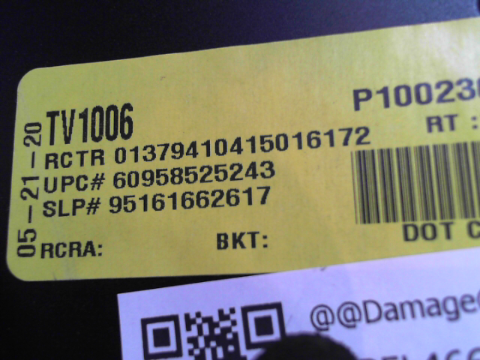 05-21-20
TV1006
P10023
RCTR 01379410415016172
RT :
UPC# 60958525243
SLP# 95161662617
RCRA:
BKT:
DOT C
@@Damage